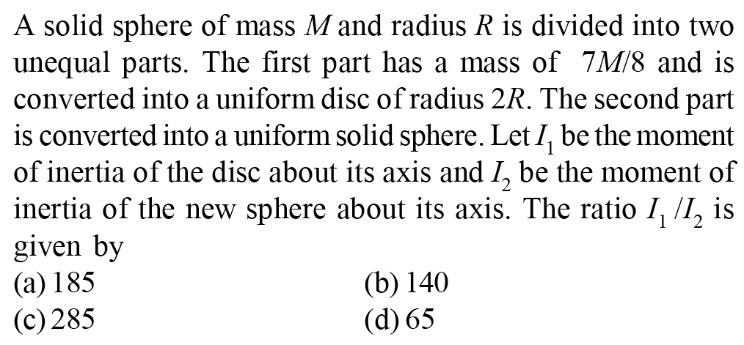 A solid sphere of mass M and radius R is divided into two
unequal parts. The first part has a mass of 7M/8 and is
converted into a uniform disc of radius 2R. The second part
is converted into a uniform solid sphere. Let I₁ be the moment
of inertia of the disc about its axis and I₂ be the moment of
inertia of the new sphere about its axis. The ratio I₁ /I₂ is
given by
(a) 185 (b) 140
(c) 285 (d) 65